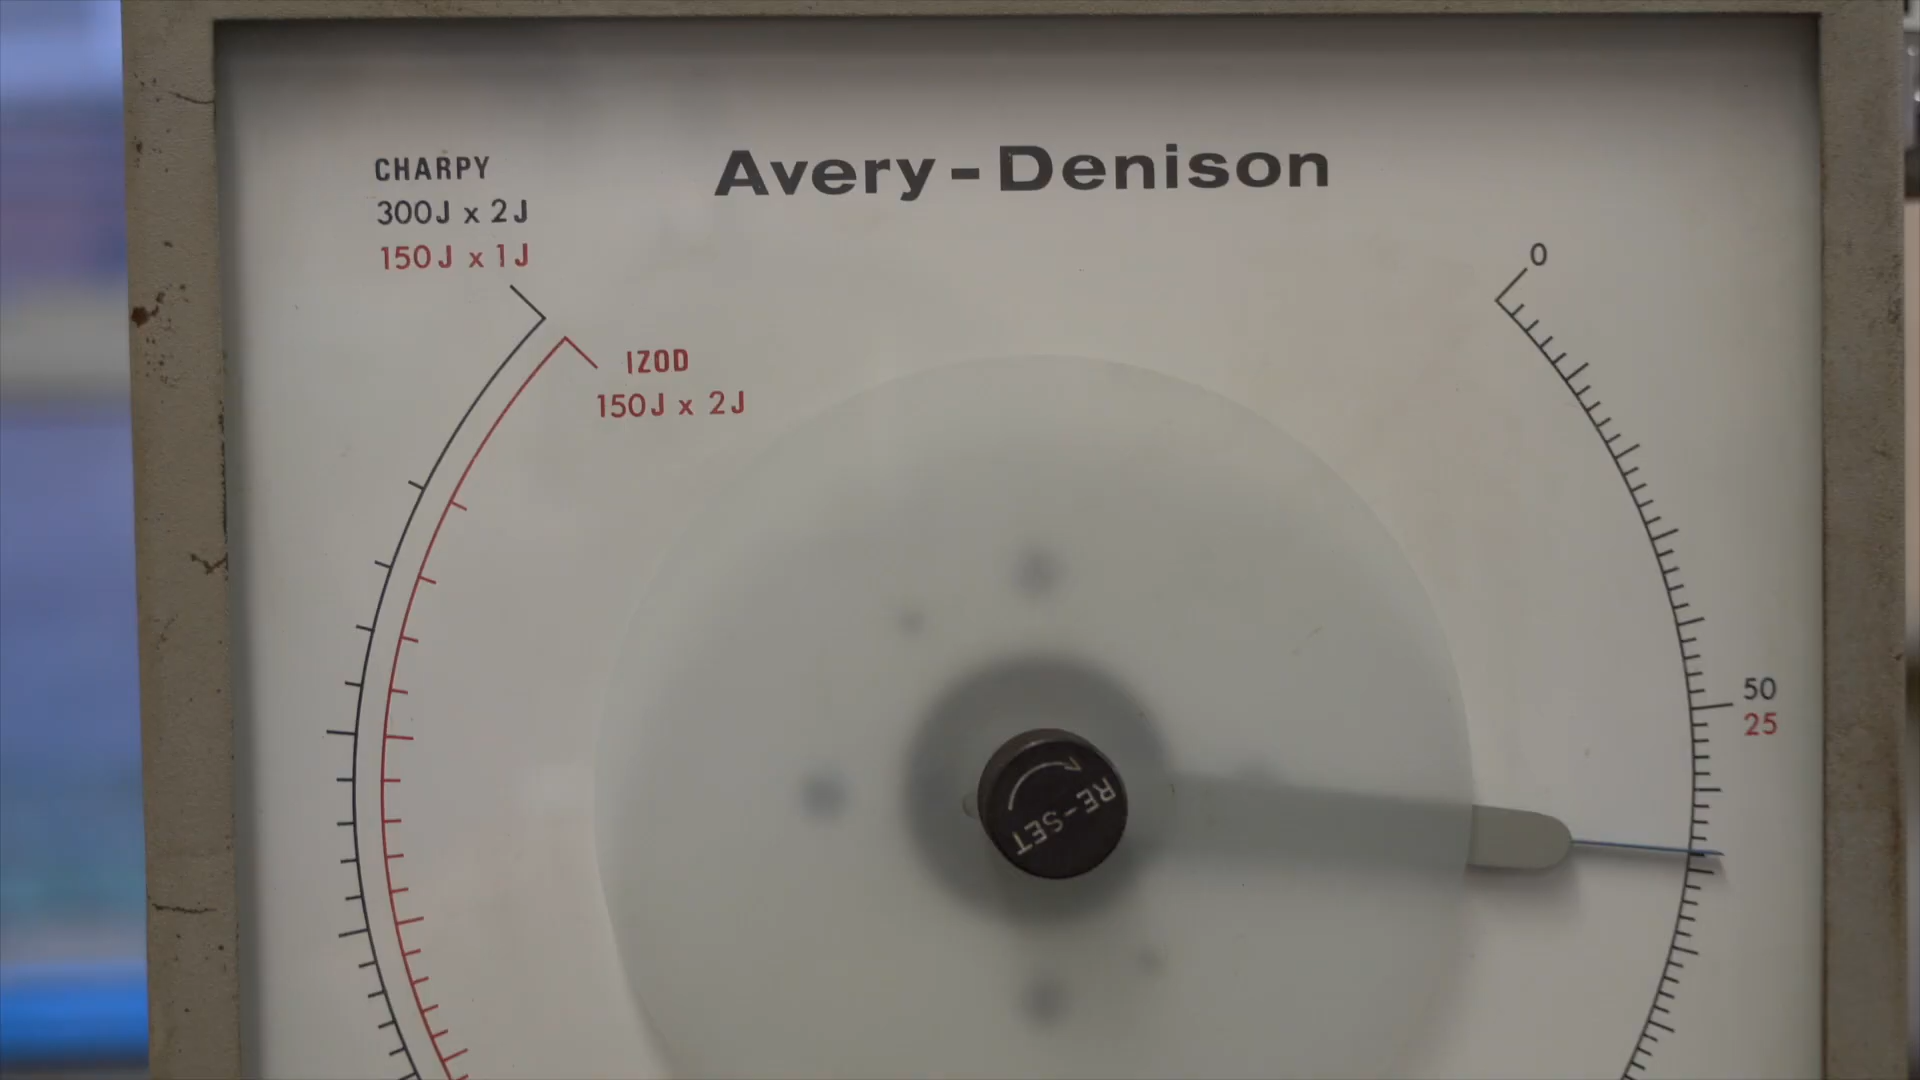 Avery-Denison
CHARPY
300J x 2J
150J x 1J
IZOD
150J x 2J
0
50
25
RE-SET